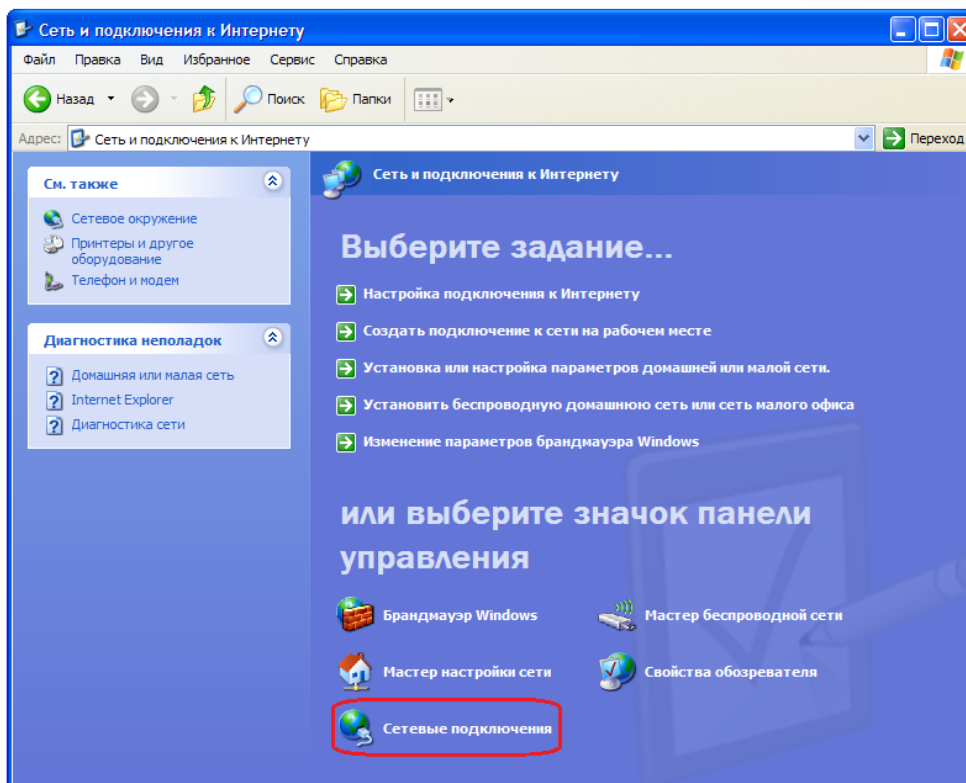 Сеть и подключения к Интернету
Файл Правка Вид Избранное Сервис Справка
Назад Поиск Папки
Адрес: Сеть и подключения к Интернету Переход
См. также
Сетевое окружение
Принтеры и другое
оборудование
Телефон и модем
Диагностика неполадок
Домашняя или малая сеть
Internet Explorer
Диагностика сети
Сеть и подключения к Интернету
Выберите задание...
Настройка подключения к Интернету
Создать подключение к сети на рабочем месте
Установка или настройка параметров домашней или малой сети.
Установить беспроводную домашнюю сеть или сеть малого офиса
Изменение параметров брандмауэра Windows
или выберите значок панели
управления
Брандмауэр Windows Мастер беспроводной сети
Мастер настройки сети Свойства обозревателя
Сетевые подключения